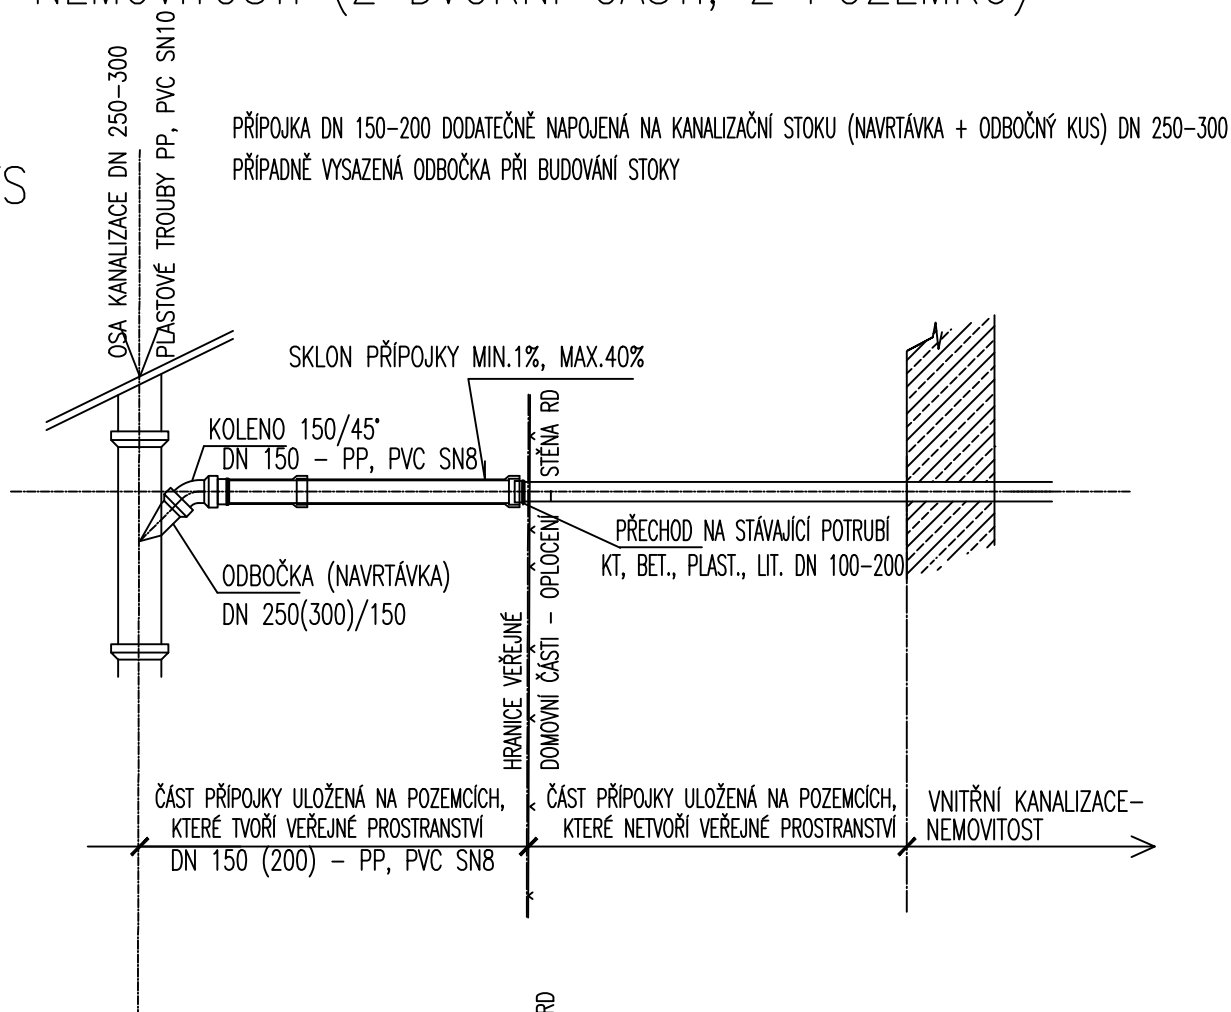 NEMOVITOSTI (Z DVORNÍ ČÁSTI, Z POZEMKU)
OSA KANALIZACE DN 250-300
PLASTOVÉ TROUBY PP, PVC SN10
PŘÍPOJKA DN 150-200 DODATEČNĚ NAPOJENÁ NA KANALIZAČNÍ STOKU (NAVRTÁVKA + ODBOČNÝ KUS) DN 250-300
PŘÍPADNĚ VYSAZENÁ ODBOČKA PŘI BUDOVÁNÍ STOKY
SKLON PŘÍPOJKY MIN.1%, MAX.40%
KOLENO 150/45°
DN 150 - PP, PVC SN8
ODBOČKA (NAVRTÁVKA)
DN 250(300)/150
PŘECHOD NA STÁVAJÍCÍ POTRUBÍ
KT, BET., PLAST., LIT. DN 100-200
HRANICE VEŘEJNÉ
DOMOVNÍ ČÁSTI - OPLOCENÍ | STĚNA RD
ČÁST PŘÍPOJKY ULOŽENÁ NA POZEMCÍCH,
KTERÉ TVOŘÍ VEŘEJNÉ PROSTRANSTVÍ
DN 150 (200) - PP, PVC SN8
ČÁST PŘÍPOJKY ULOŽENÁ NA POZEMCÍCH,
KTERÉ NETVOŘÍ VEŘEJNÉ PROSTRANSTVÍ
VNITŘNÍ KANALIZACE-
NEMOVITOST
RD